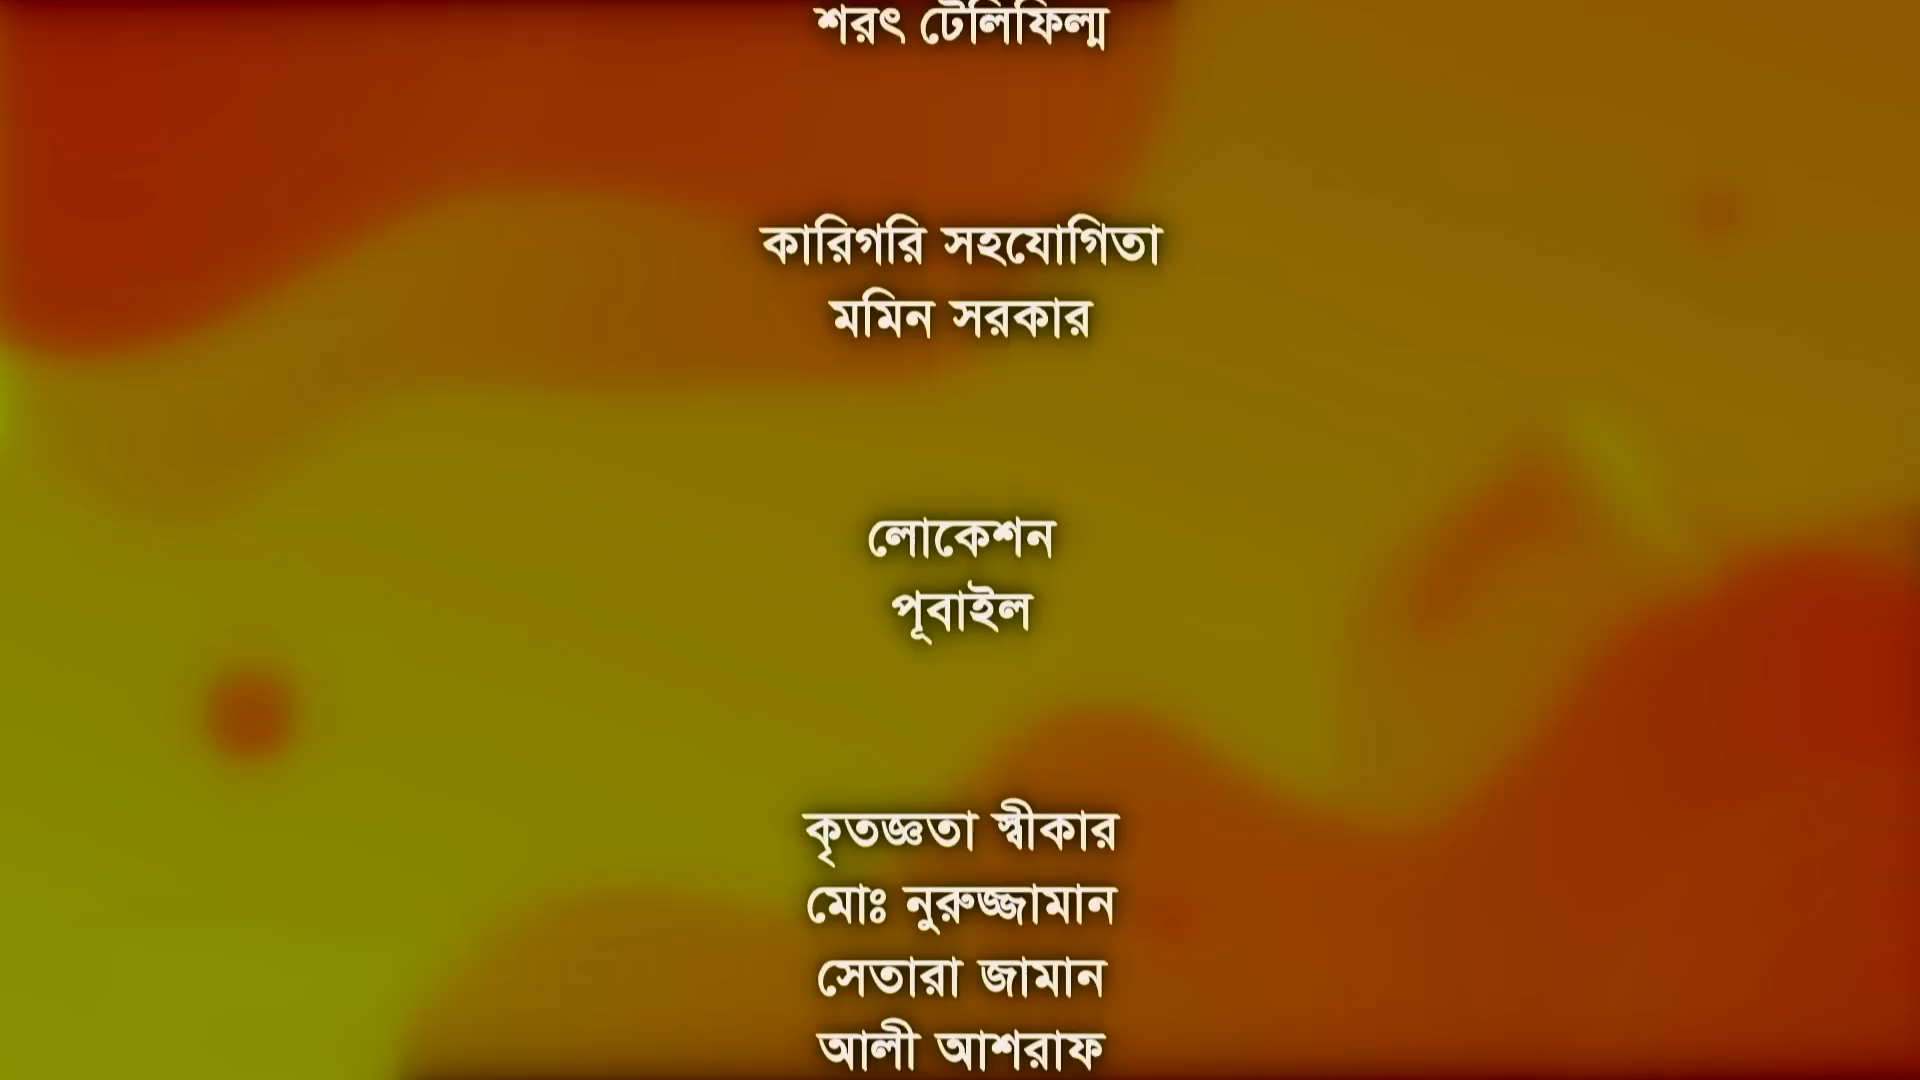 শরৎ টেলিফিল্ম
কারিগরি সহযোগিতা
মমিন সরকার
লোকেশন
পূবাইল
কৃতজ্ঞতা স্বীকার
মোঃ নুরুজ্জামান
সেতারা জামান
আলী আশরাফ